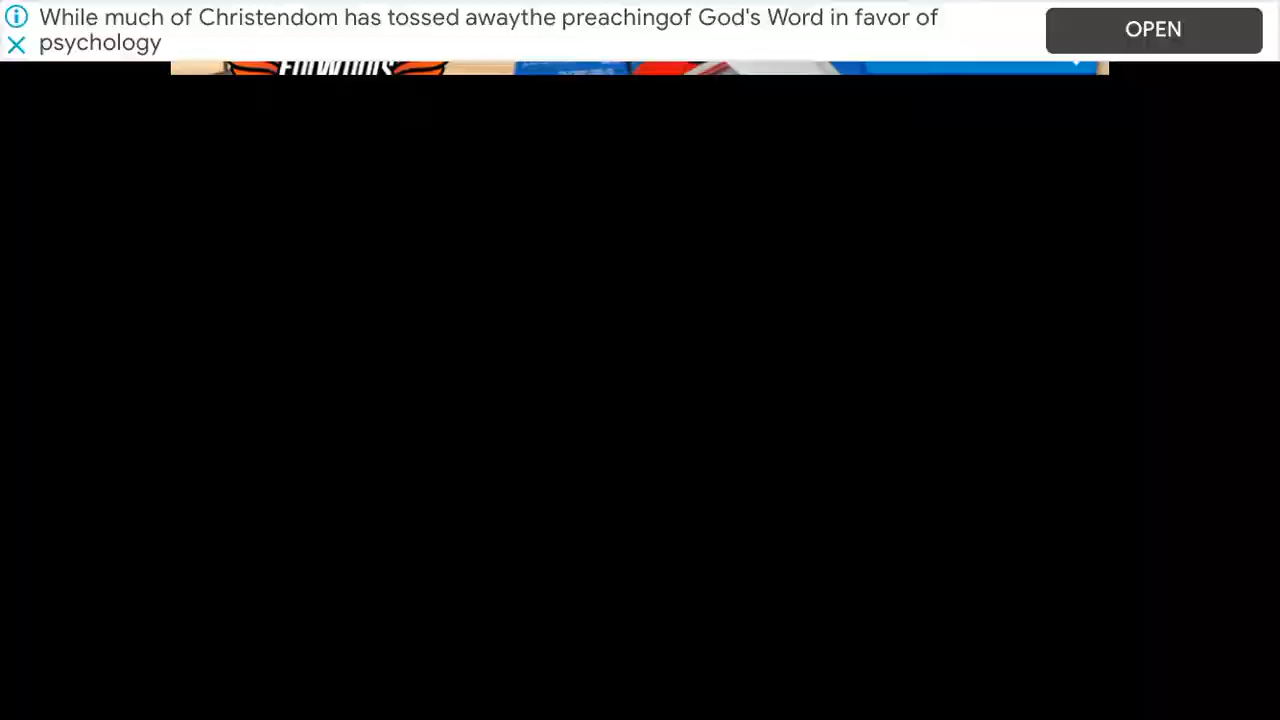 While much of Christendom has tossed awaythe preachingof God's Word in favor of
psychology
OPEN